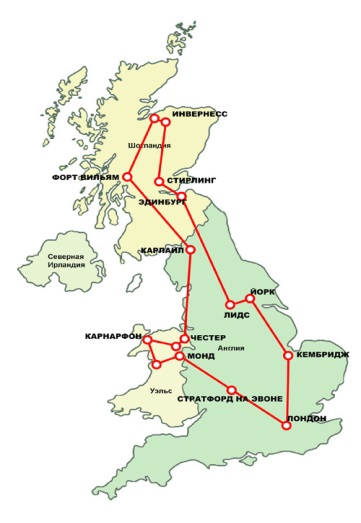 ИНВЕРНЕСС
Шотландия
ФОРТ ВИЛЬЯМ
СТИРЛИНГ
ЭДИНБУРГ
КАРЛАЙЛ
Северная
Ирландия
ЙОРК
ЛИДС
КАРНАРФОН
ЧЕСТЕР
Англия
МОНД
КЕМБРИДЖ
Уэльс
СТРАТФОРД НА ЭВОНЕ
ЛОНДОН